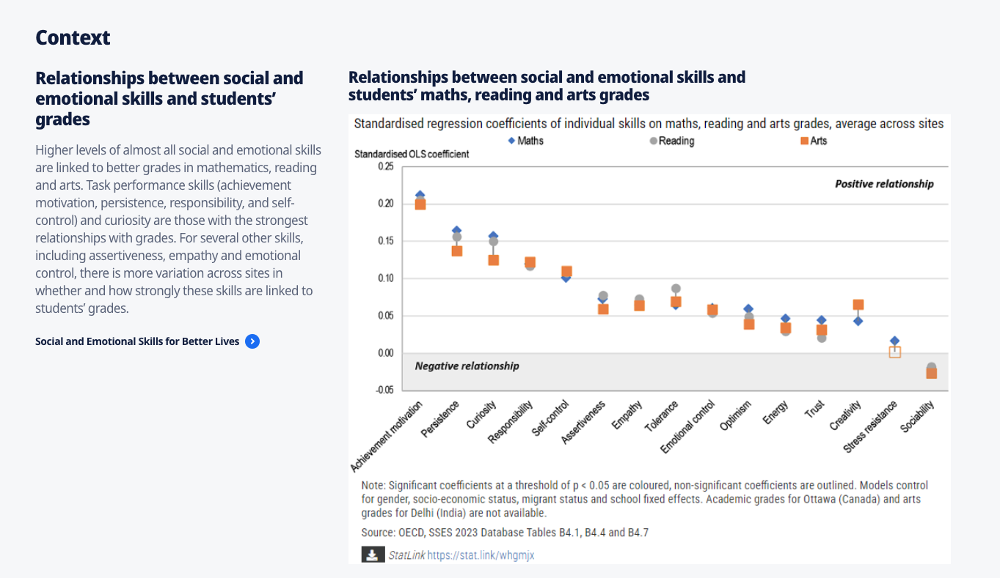 Context
Relationships between social and
emotional skills and students’
grades
Higher levels of almost all social and emotional skills
are linked to better grades in mathematics, reading
and arts. Task performance skills (achievement
motivation, persistence, responsibility, and self-
control) and curiosity are those with the strongest
relationships with grades. For several other skills,
including assertiveness, empathy and emotional
control, there is more variation across sites in
whether and how strongly these skills are linked to
students’ grades.
Social and Emotional Skills for Better Lives
Relationships between social and emotional skills and
students’ maths, reading and arts grades
Standardised regression coefficients of individual skills on maths, reading and arts grades, average across sites
Maths Reading Arts
Standardised OLS coefficient
0.25
Positive relationship
0.20
0.15
0.10
0.05
0.00
Negative relationship
-0.05
Achievement motivation
Persistence
Curiosity
Responsibility
Self-control
Assertiveness
Empathy
Tolerance
Emotional control
Optimism
Energy
Trust
Creativity
Stress resistance
Sociability
Note: Significant coefficients at a threshold of p < 0.05 are coloured, non-significant coefficients are outlined. Models control
for gender, socio-economic status, migrant status and school fixed effects. Academic grades for Ottawa (Canada) and arts
grades for Delhi (India) are not available.
Source: OECD, SSES 2023 Database Tables B4.1, B4.4 and B4.7
StatLink https://stat.link/whgmjx